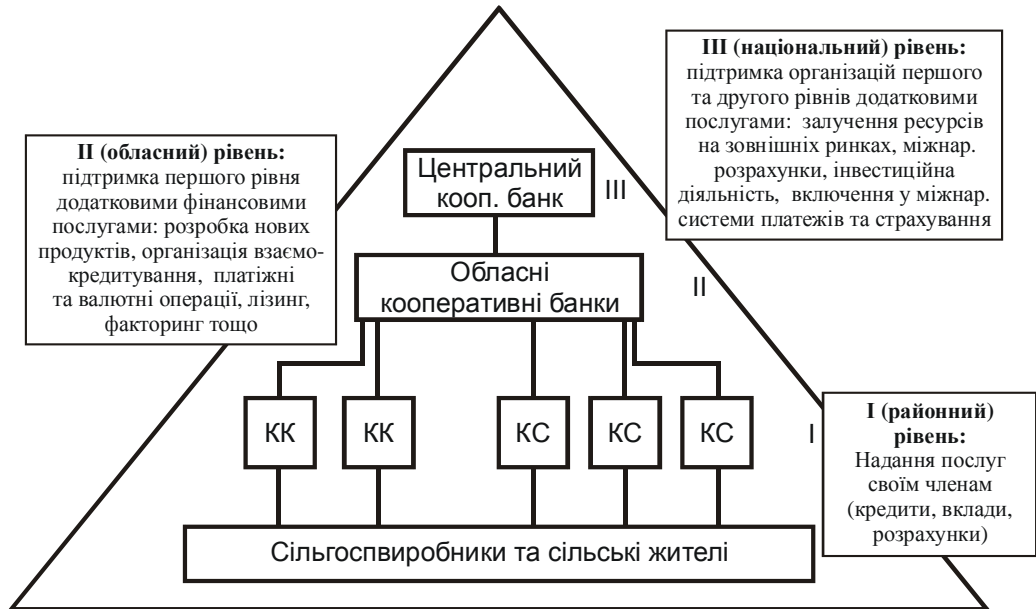 III (національний) рівень:
підтримка організацій першого
та другого рівнів додатковими
послугами: залучення ресурсів
на зовнішніх ринках, міжнар.
розрахунки, інвестиційна
діяльність, включення у міжнар.
системи платежів та страхування
II (обласний) рівень:
підтримка першого рівня
додатковими фінансовими
послугами: розробка нових
продуктів, організація взаємо-
кредитування, платіжні
та валютні операції, лізинг,
факторинг тощо
Центральний
кооп. банк
III
Обласні
кооперативні банки
II
КК КК КС КС КС
I
I (районний)
рівень:
Надання послуг
своїм членам
(кредити, вклади,
розрахунки)
Сільгоспвиробники та сільські жителі